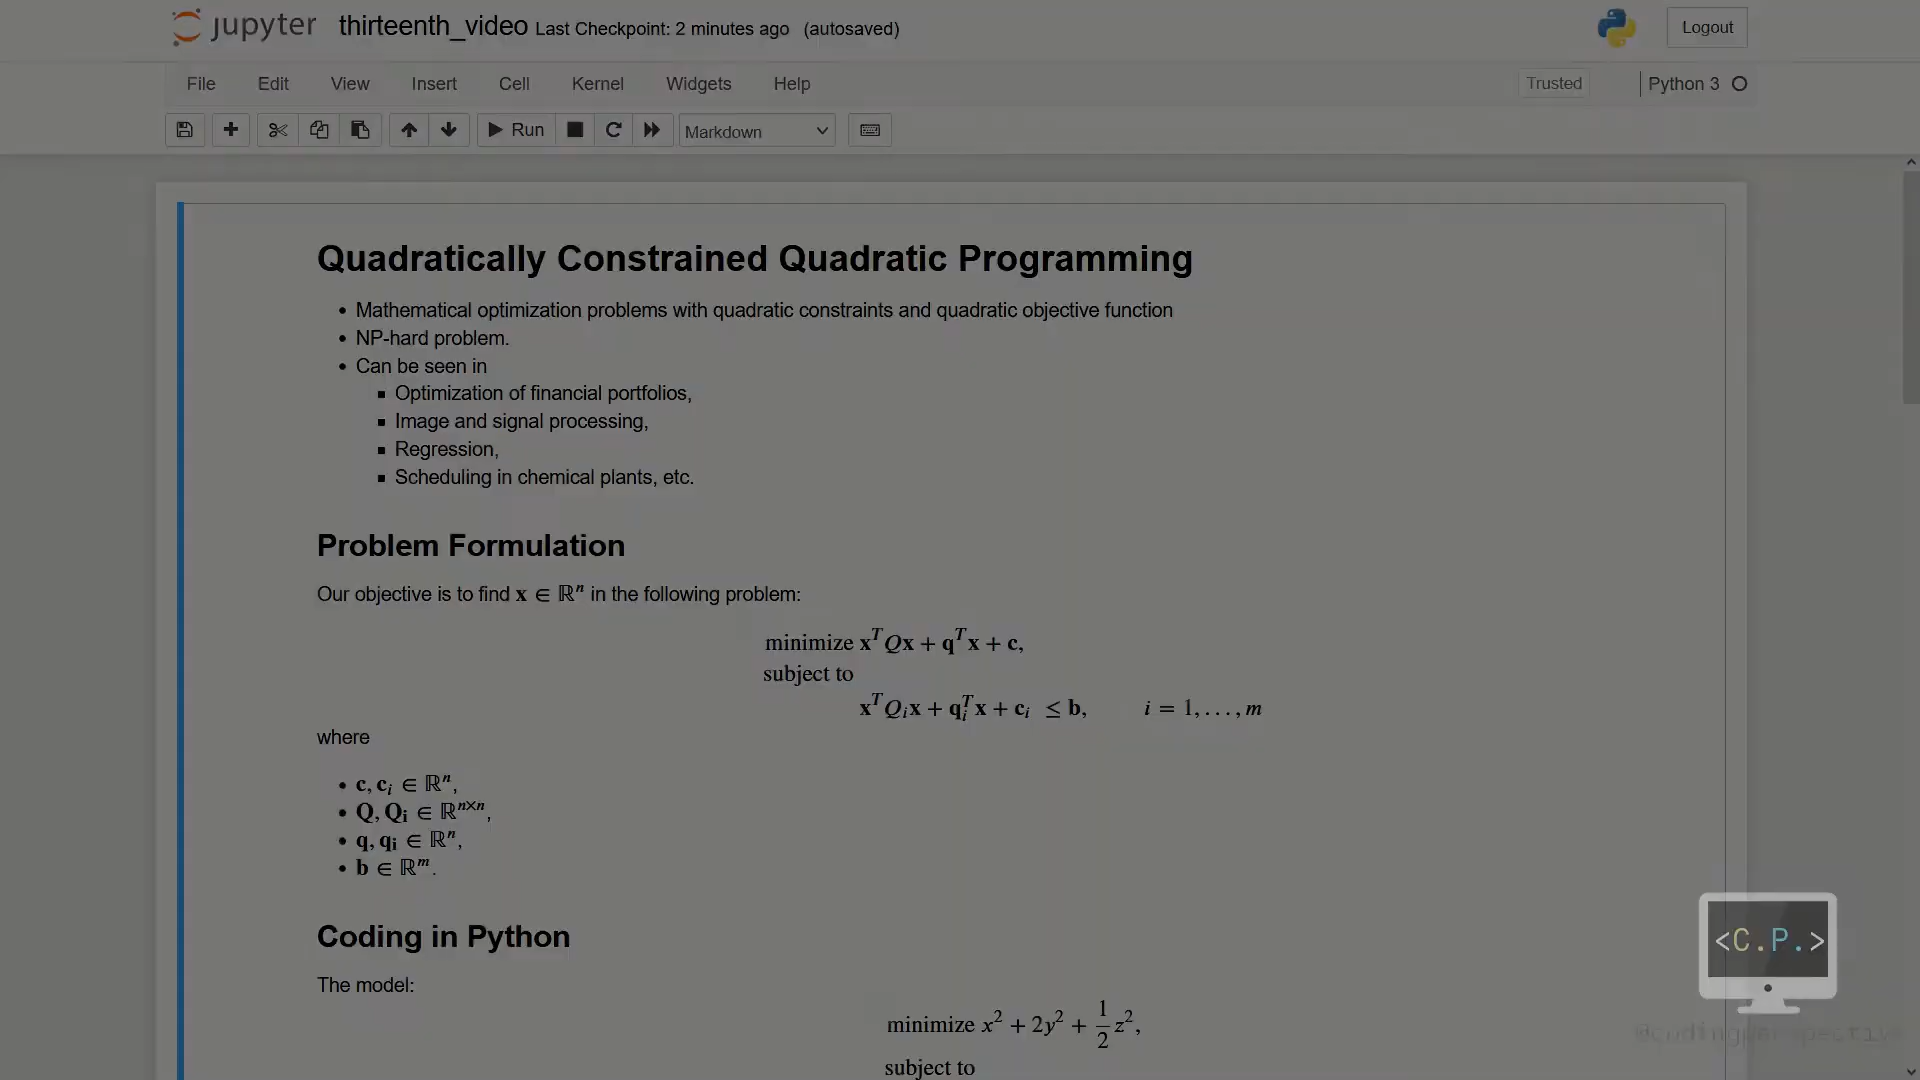 jupyter thirteenth_video Last Checkpoint: 2 minutes ago (autosaved) Logout
File Edit View Insert Cell Kernel Widgets Help Trusted Python 3
Run Markdown
Quadratically Constrained Quadratic Programming
• Mathematical optimization problems with quadratic constraints and quadratic objective function
• NP-hard problem.
• Can be seen in
▪ Optimization of financial portfolios,
▪ Image and signal processing,
▪ Regression,
▪ Scheduling in chemical plants, etc.
Problem Formulation
Our objective is to find x ∈ ℝⁿ in the following problem:
minimize xᵀQx + qᵀx + c,
subject to
xᵀQᵢx + qᵢᵀx + cᵢ ≤ b, i = 1, . . . , m
where
• c, cᵢ ∈ ℝⁿ,
• Q, Qᵢ ∈ ℝⁿˣⁿ,
• q, qᵢ ∈ ℝⁿ,
• b ∈ ℝᵐ.
Coding in Python
The model:
minimize x² + 2y² + 1/2 z²,
subject to
<C.P.>